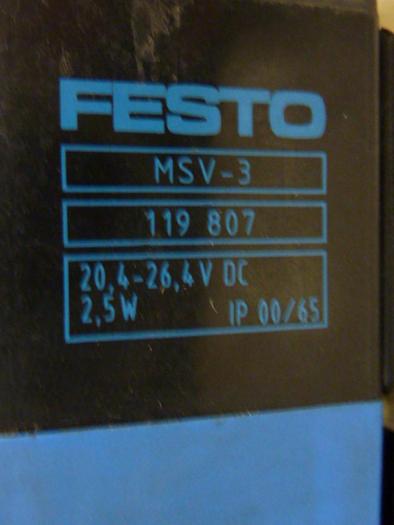 FESTO
MSV-3
119 807
20,4-26,4 V DC
2,5 W IP 00/65